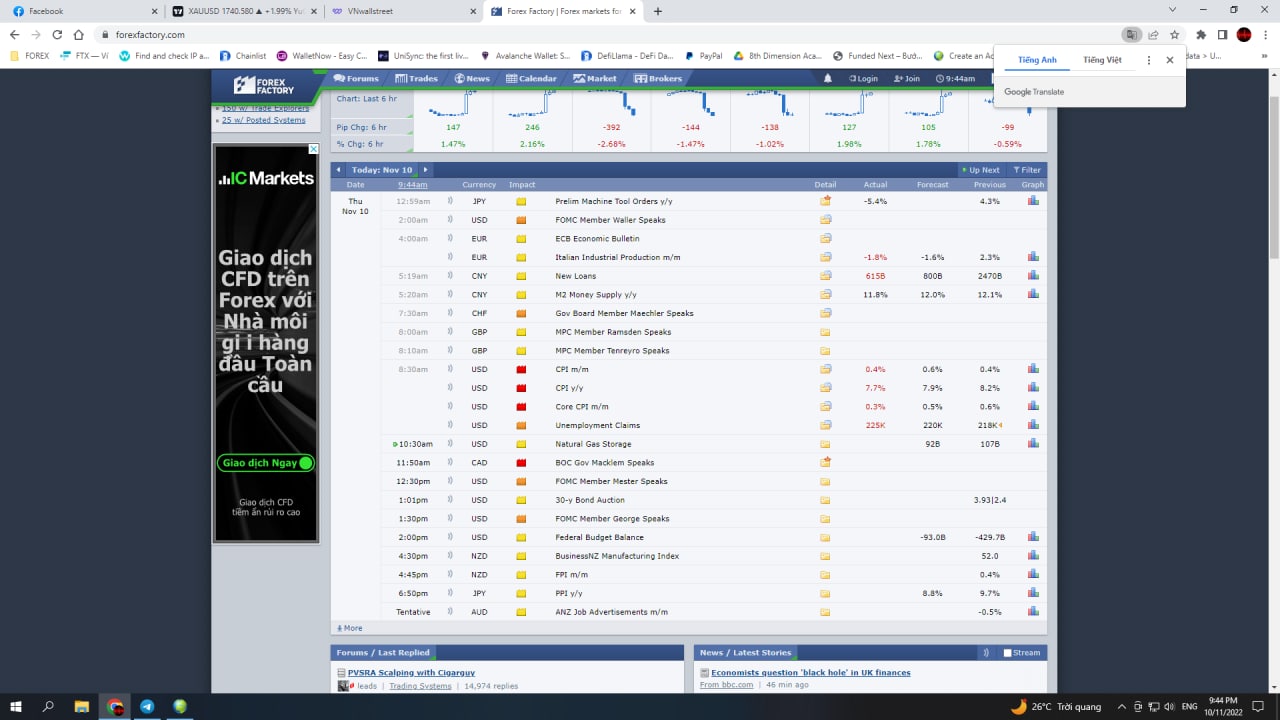 Facebook
XAUUSD 1740.580 ▲ +1.99% Yu
VNwallstreet
Forex Factory | Forex markets for
forexfactory.com
FOREX
FTX — Ví
Find and check IP a...
Chainlist
WalletNow - Easy C...
UniSync: the first livi...
Avalanche Wallet: S...
DefiLlama - DeFi Da...
PayPal
8th Dimension Aca...
Funded Next – Bướ...
Create an Ad
data > U...
»
Tiếng Anh
Tiếng Việt
Google Translate
FOREX
FACTORY
Forums
Trades
News
Calendar
Market
Brokers
Login
Join
9:44am
150 w/ Trade Explorers
25 w/ Posted Systems
Chart: Last 6 hr
Pip Chg: 6 hr 147 246 -392 -144 -138 127 105 -99
% Chg: 6 hr 1.47% 2.16% -2.68% -1.47% -1.02% 1.98% 1.78% -0.59%
IC Markets
Giao dịch
CFD trên
Forex với
Nhà môi
gi i hàng
đầu Toàn
cầu
Giao dịch Ngay
Giao dịch CFD
tiềm ẩn rủi ro cao
Today: Nov 10
Up Next
Filter
Date 9:44am Currency Impact Detail Actual Forecast Previous Graph
Thu
Nov 10
12:59am JPY Prelim Machine Tool Orders y/y -5.4% 4.3%
2:00am USD FOMC Member Waller Speaks
4:00am EUR ECB Economic Bulletin
EUR Italian Industrial Production m/m -1.8% -1.6% 2.3%
5:19am CNY New Loans 615B 800B 2470B
5:20am CNY M2 Money Supply y/y 11.8% 12.0% 12.1%
7:30am CHF Gov Board Member Maechler Speaks
8:00am GBP MPC Member Ramsden Speaks
8:10am GBP MPC Member Tenreyro Speaks
8:30am USD CPI m/m 0.4% 0.6% 0.4%
USD CPI y/y 7.7% 7.9% 8.2%
USD Core CPI m/m 0.3% 0.5% 0.6%
USD Unemployment Claims 225K 220K 218K
10:30am USD Natural Gas Storage 92B 107B
11:50am CAD BOC Gov Macklem Speaks
12:30pm USD FOMC Member Mester Speaks
1:01pm USD 30-y Bond Auction 3.93|2.4
1:30pm USD FOMC Member George Speaks
2:00pm USD Federal Budget Balance -93.0B -429.7B
4:30pm NZD BusinessNZ Manufacturing Index 52.0
4:45pm NZD FPI m/m 0.4%
6:50pm JPY PPI y/y 8.8% 9.7%
Tentative AUD ANZ Job Advertisements m/m -0.5%
More
Forums / Last Replied
PVSRA Scalping with Cigarguy
leads | Trading Systems | 14,974 replies
News / Latest Stories
Stream
Economists question 'black hole' in UK finances
From bbc.com | 46 min ago
26°C Trời quang
ENG
9:44 PM
10/11/2022